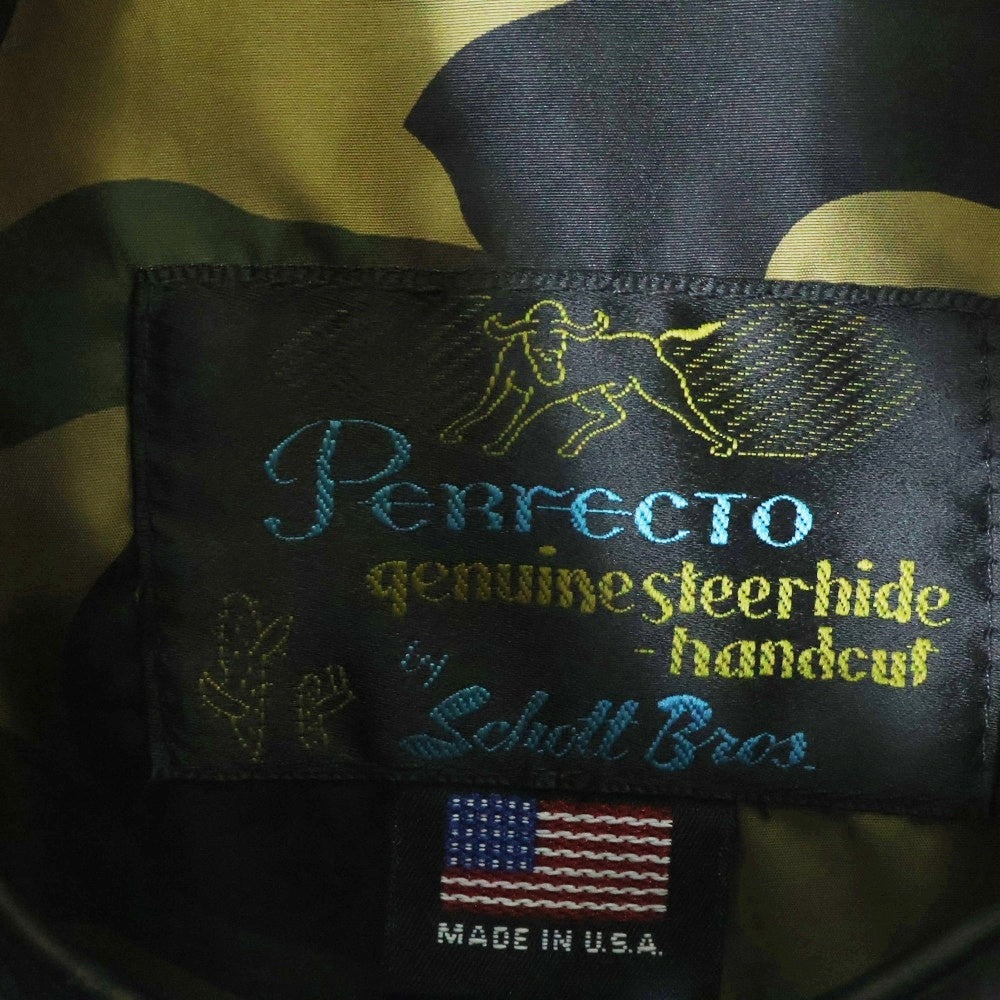 PERFECTO
genuine steerhide
-handcut
by
Schott Bros.
MADE IN U.S.A.